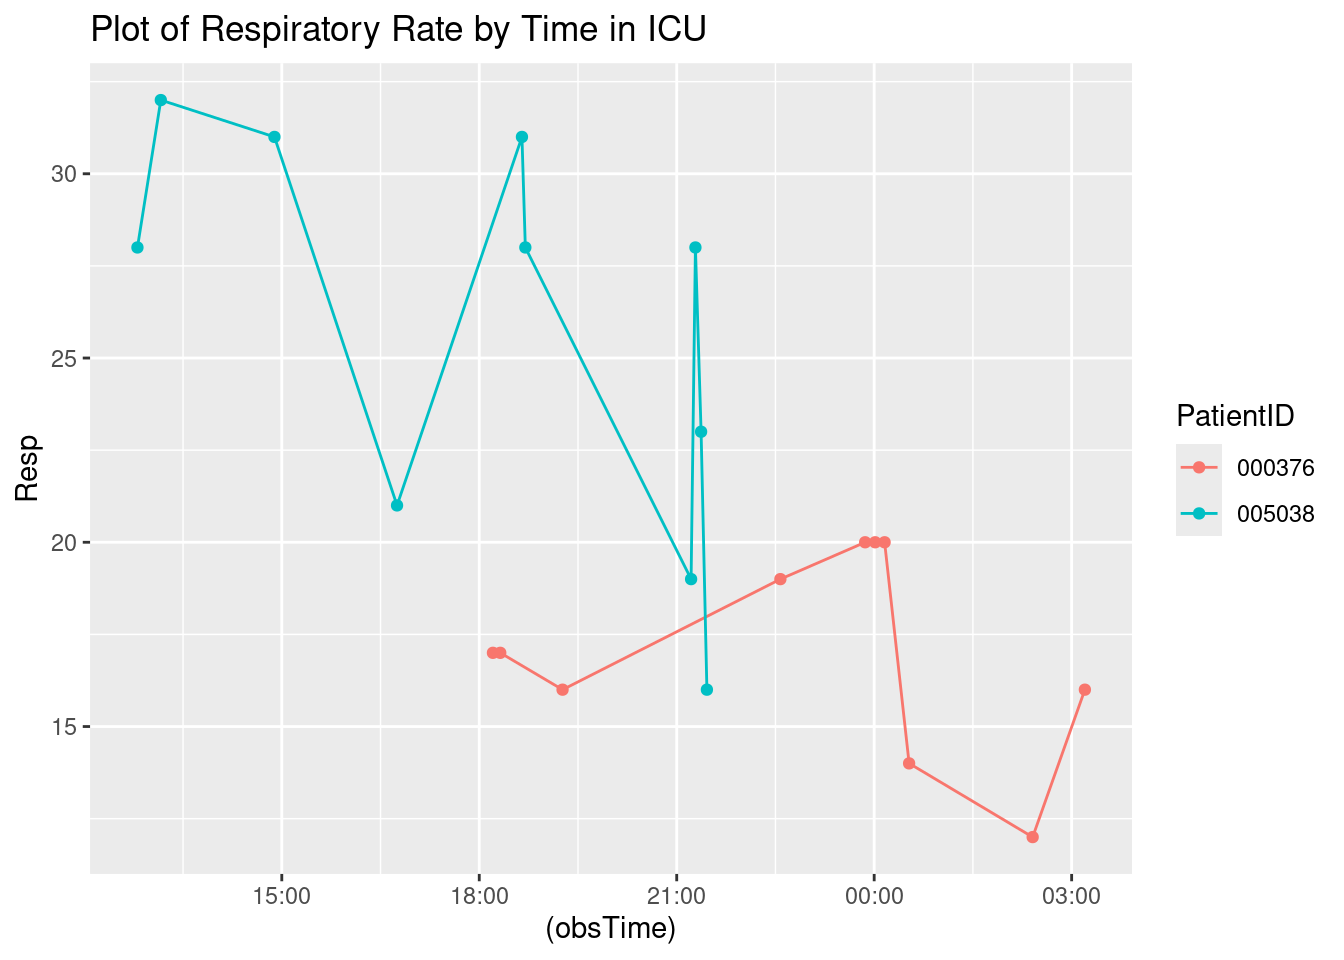 Plot of Respiratory Rate by Time in ICU
30
25
20
15
Resp
15:00
18:00
21:00
00:00
03:00
(obsTime)
PatientID
000376
005038